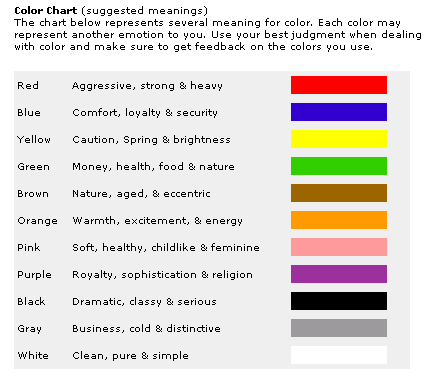 Color Chart (suggested meanings)
The chart below represents several meaning for color. Each color may
represent another emotion to you. Use your best judgment when dealing
with color and make sure to get feedback on the colors you use.
Red Aggressive, strong & heavy
Blue Comfort, loyalty & security
Yellow Caution, Spring & brightness
Green Money, health, food & nature
Brown Nature, aged, & eccentric
Orange Warmth, excitement, & energy
Pink Soft, healthy, childlike & feminine
Purple Royalty, sophistication & religion
Black Dramatic, classy & serious
Gray Business, cold & distinctive
White Clean, pure & simple